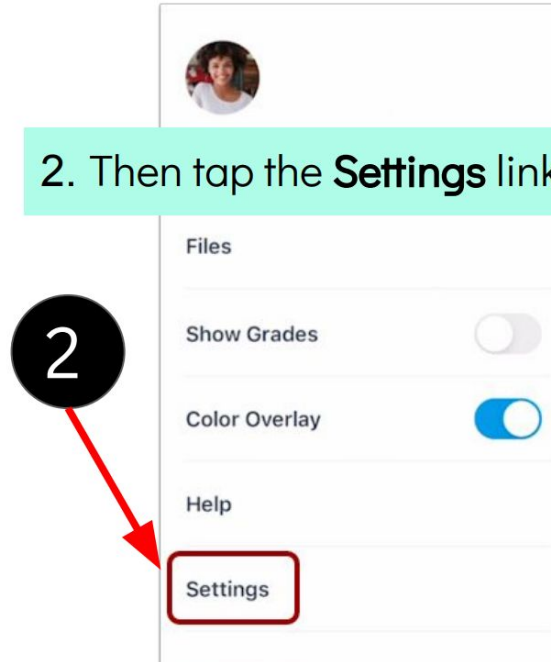 2. Then tap the Settings link
Files
2
Show Grades
Color Overlay
Help
Settings